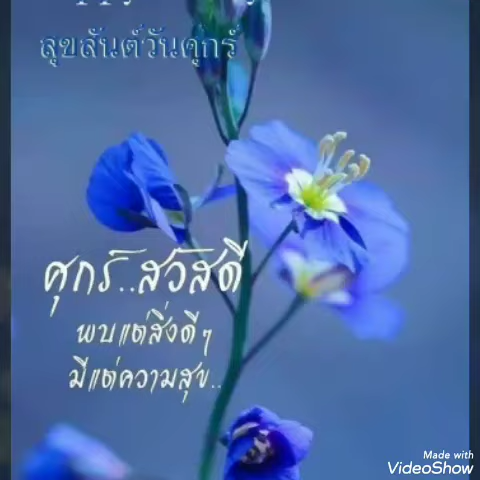 สุขสันต์วันศุกร์
ศุกร์..สวัสดี
พบแต่สิ่งดีๆ
มีแต่ความสุข..
Made with
VideoShow